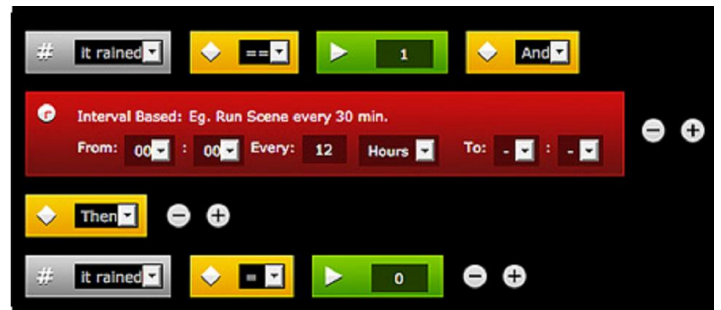 # it rained == 1 And
Interval Based: Eg. Run Scene every 30 min.
From: 00 : 00 Every: 12 Hours To: - : -
Then
# it rained = 0